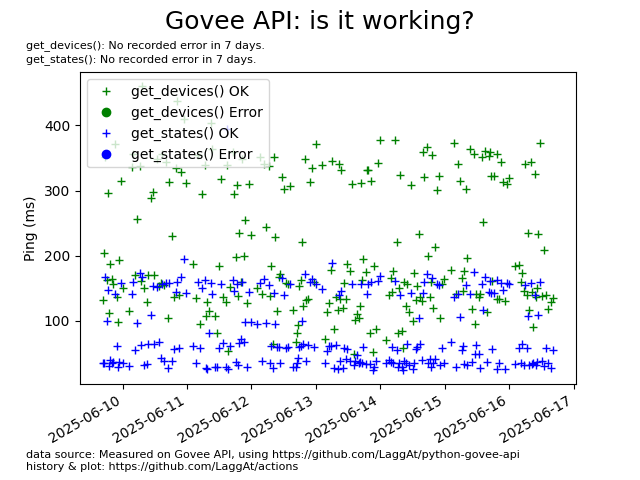 Govee API: is it working?
get_devices(): No recorded error in 7 days.
get_states(): No recorded error in 7 days.
get_devices() OK
get_devices() Error
get_states() OK
get_states() Error
Ping (ms)
400
300
200
100
2025-06-10
2025-06-11
2025-06-12
2025-06-13
2025-06-14
2025-06-15
2025-06-16
2025-06-17
data source: Measured on Govee API, using https://github.com/LaggAt/python-govee-api
history & plot: https://github.com/LaggAt/actions